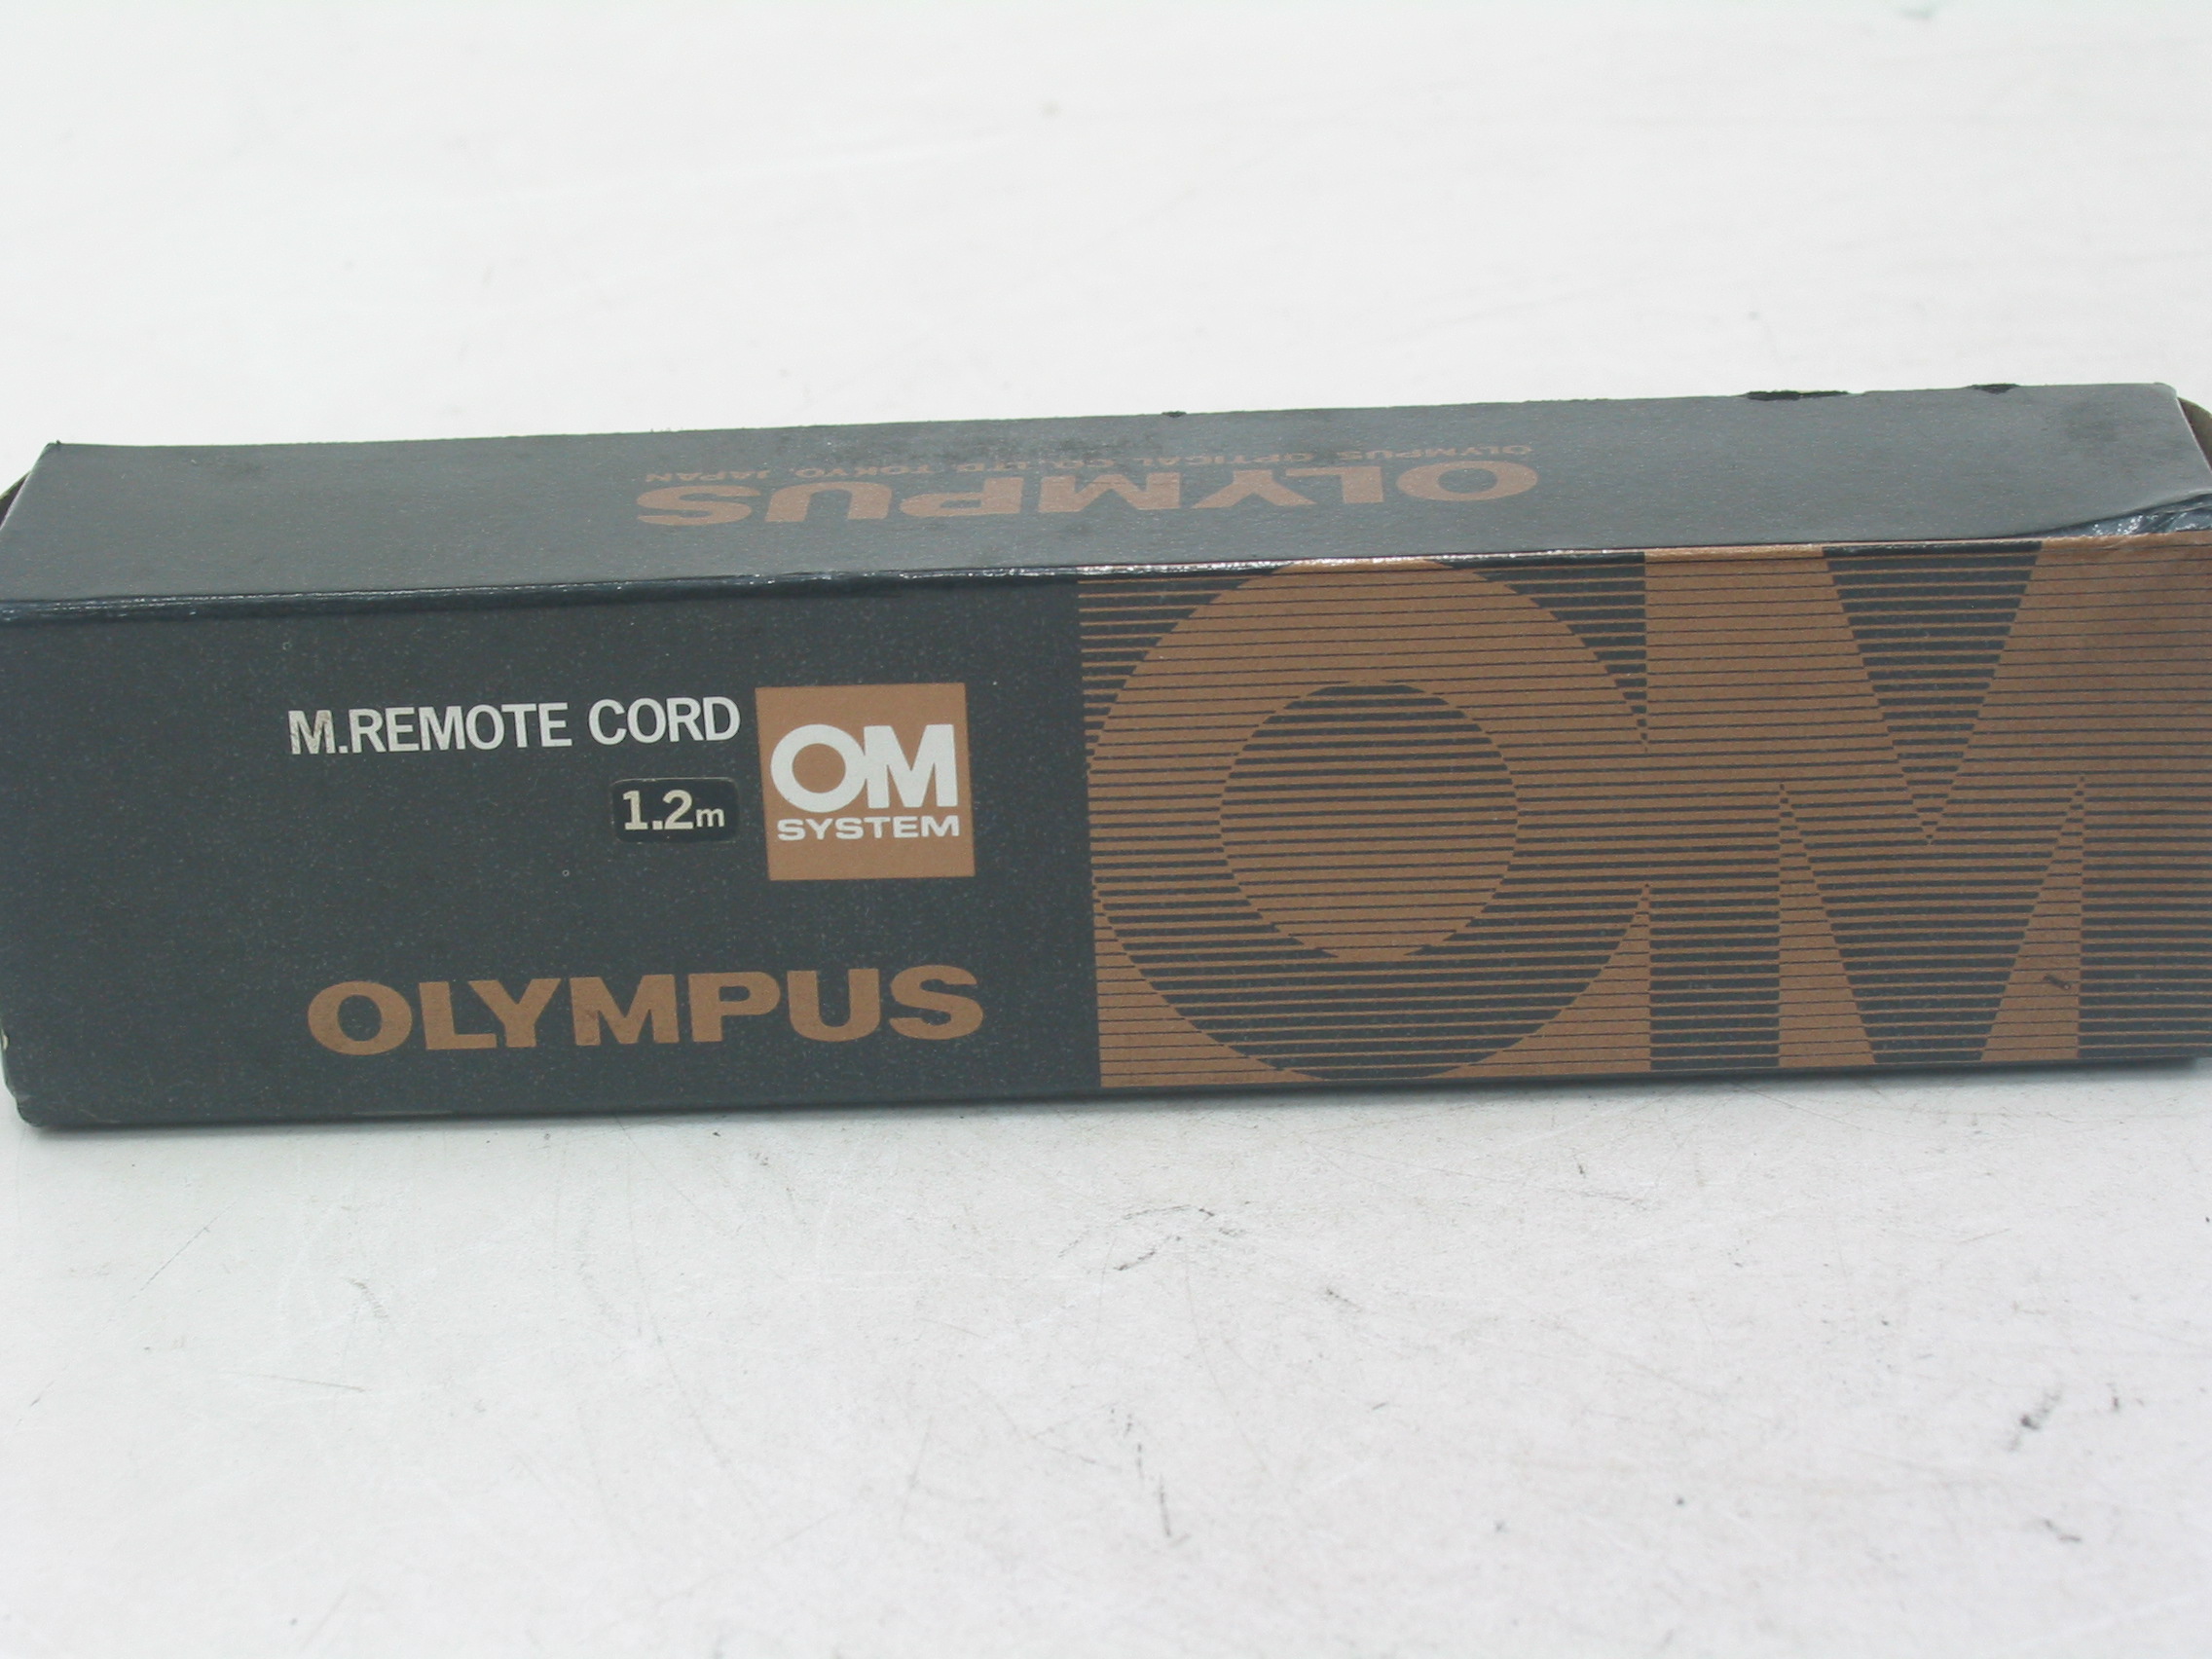 OLYMPUS OPTICAL CO., LTD. TOKYO, JAPAN
OLYMPUS
M.REMOTE CORD
1.2m
OM
SYSTEM
OLYMPUS
OM